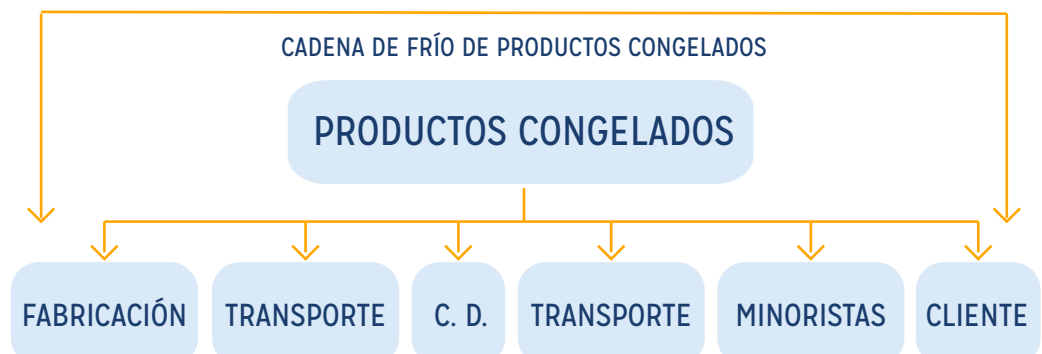 CADENA DE FRÍO DE PRODUCTOS CONGELADOS
PRODUCTOS CONGELADOS
FABRICACIÓN TRANSPORTE C. D. TRANSPORTE MINORISTAS CLIENTE